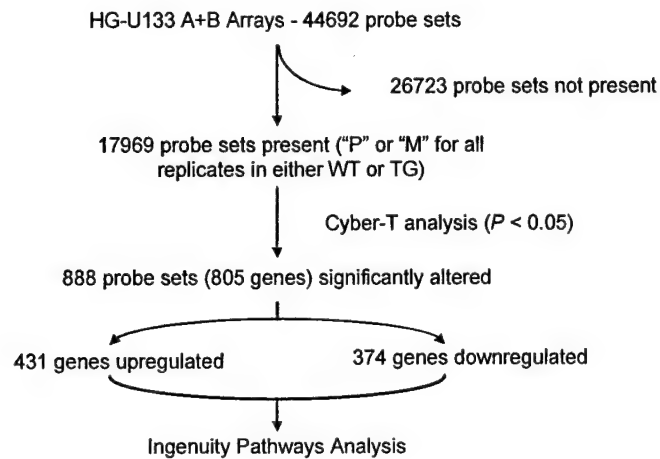 HG-U133 A+B Arrays - 44692 probe sets
26723 probe sets not present
17969 probe sets present ("P" or "M" for all
replicates in either WT or TG)
Cyber-T analysis (P < 0.05)
888 probe sets (805 genes) significantly altered
431 genes upregulated
374 genes downregulated
Ingenuity Pathways Analysis